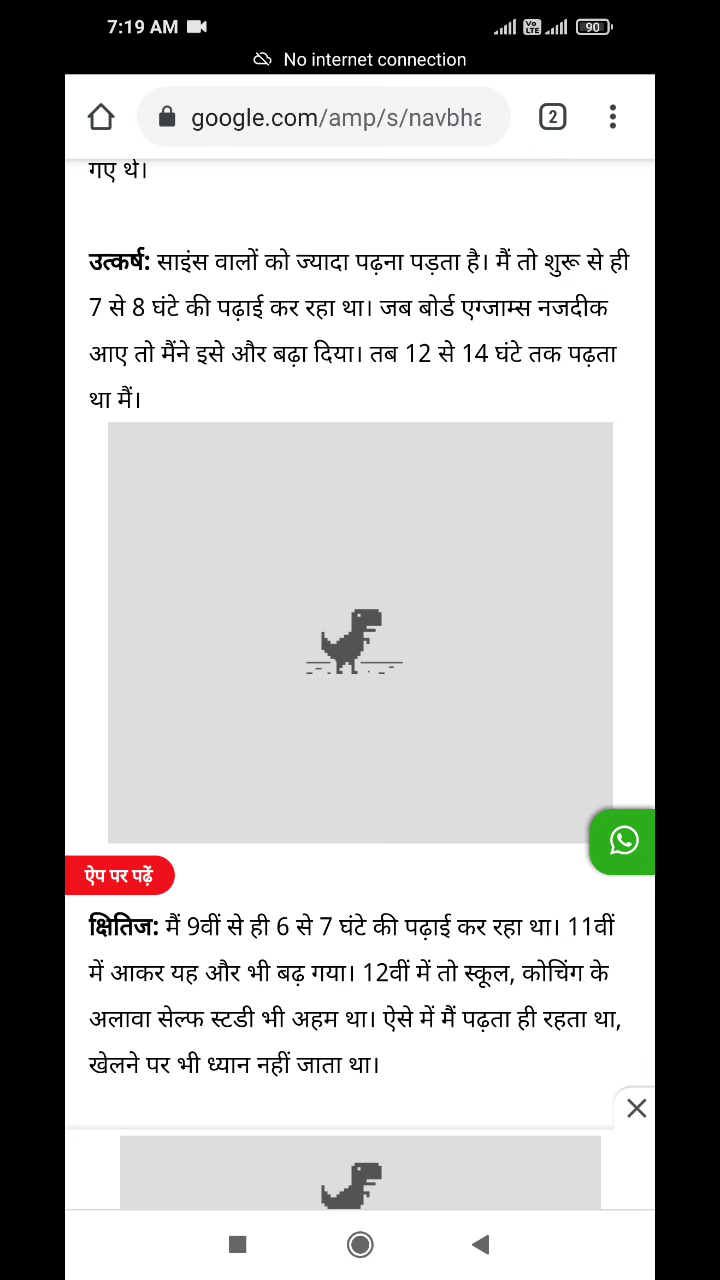 7:19 AM
Vo LTE
90
No internet connection
google.com/amp/s/navbha
2
गए थे।
उत्कर्ष: साइंस वालों को ज्यादा पढ़ना पड़ता है। मैं तो शुरू से ही
7 से 8 घंटे की पढ़ाई कर रहा था। जब बोर्ड एग्जाम्स नजदीक
आए तो मैंने इसे और बढ़ा दिया। तब 12 से 14 घंटे तक पढ़ता
था मैं।
ऐप पर पढ़ें
क्षितिज: मैं 9वीं से ही 6 से 7 घंटे की पढ़ाई कर रहा था। 11वीं
में आकर यह और भी बढ़ गया। 12वीं में तो स्कूल, कोचिंग के
अलावा सेल्फ स्टडी भी अहम था। ऐसे में मैं पढ़ता ही रहता था,
खेलने पर भी ध्यान नहीं जाता था।